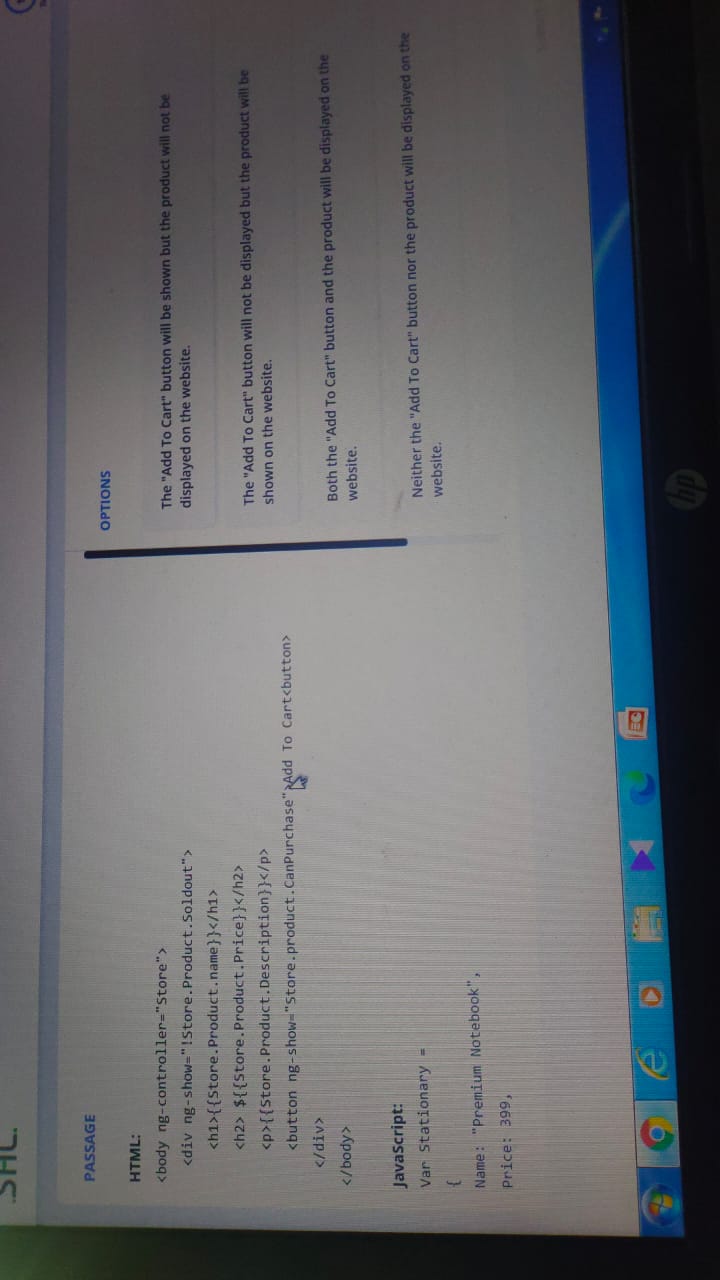 .SHL.
PASSAGE
HTML:
<body ng-controller="Store">
<div ng-show="!Store.Product.Soldout">
<h1>{{Store.Product.name}}</h1>
<h2> ${{Store.Product.Price}}</h2>
<p>{{Store.Product.Description}}</p>
<button ng-show="Store.product.CanPurchase">Add To Cart<button>
</div>
</body>
JavaScript:
Var Stationary =
{
Name: "Premium Notebook",
Price: 399,
OPTIONS
The "Add To Cart" button will be shown but the product will not be
displayed on the website.
The "Add To Cart" button will not be displayed but the product will be
shown on the website.
Both the "Add To Cart" button and the product will be displayed on the
website.
Neither the "Add To Cart" button nor the product will be displayed on the
website.
hp